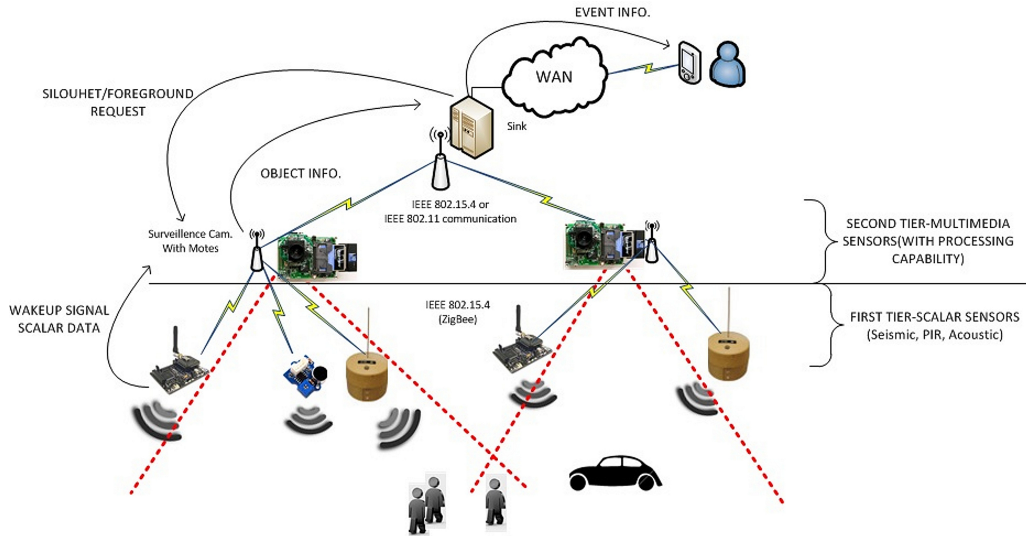 EVENT INFO.
WAN
SILOUHET/FOREGROUND
REQUEST
Sink
OBJECT INFO.
IEEE 802.15.4 or
IEEE 802.11 communication
Surveillence Cam.
With Motes
SECOND TIER-MULTIMEDIA
SENSORS(WITH PROCESSING
CAPABILITY)
WAKEUP SIGNAL
SCALAR DATA
IEEE 802.15.4
(ZigBee)
FIRST TIER-SCALAR SENSORS
(Seismic, PIR, Acoustic)